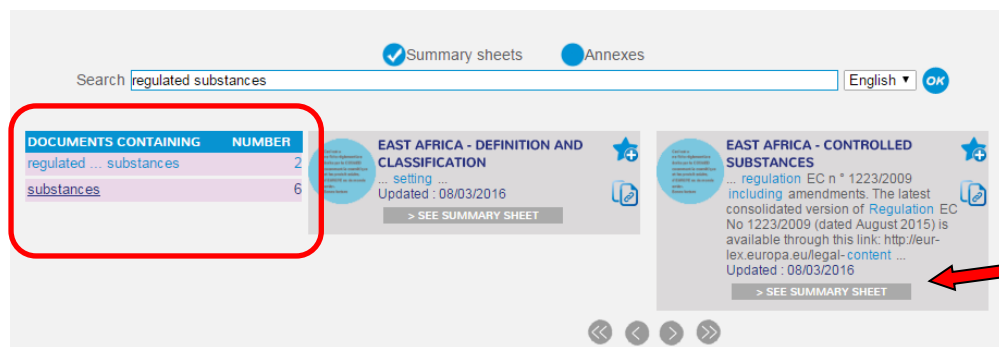 Summary sheets Annexes
Search regulated substances English OK
DOCUMENTS CONTAINING NUMBER
regulated ... substances 2
substances 6
EAST AFRICA - DEFINITION AND
CLASSIFICATION
... setting ...
Updated : 08/03/2016
> SEE SUMMARY SHEET
EAST AFRICA - CONTROLLED
SUBSTANCES
... regulation EC n ° 1223/2009
including amendments. The latest
consolidated version of Regulation EC
No 1223/2009 (dated August 2015) is
available through this link: http://eur-
lex.europa.eu/legal-content ...
Updated : 08/03/2016
> SEE SUMMARY SHEET